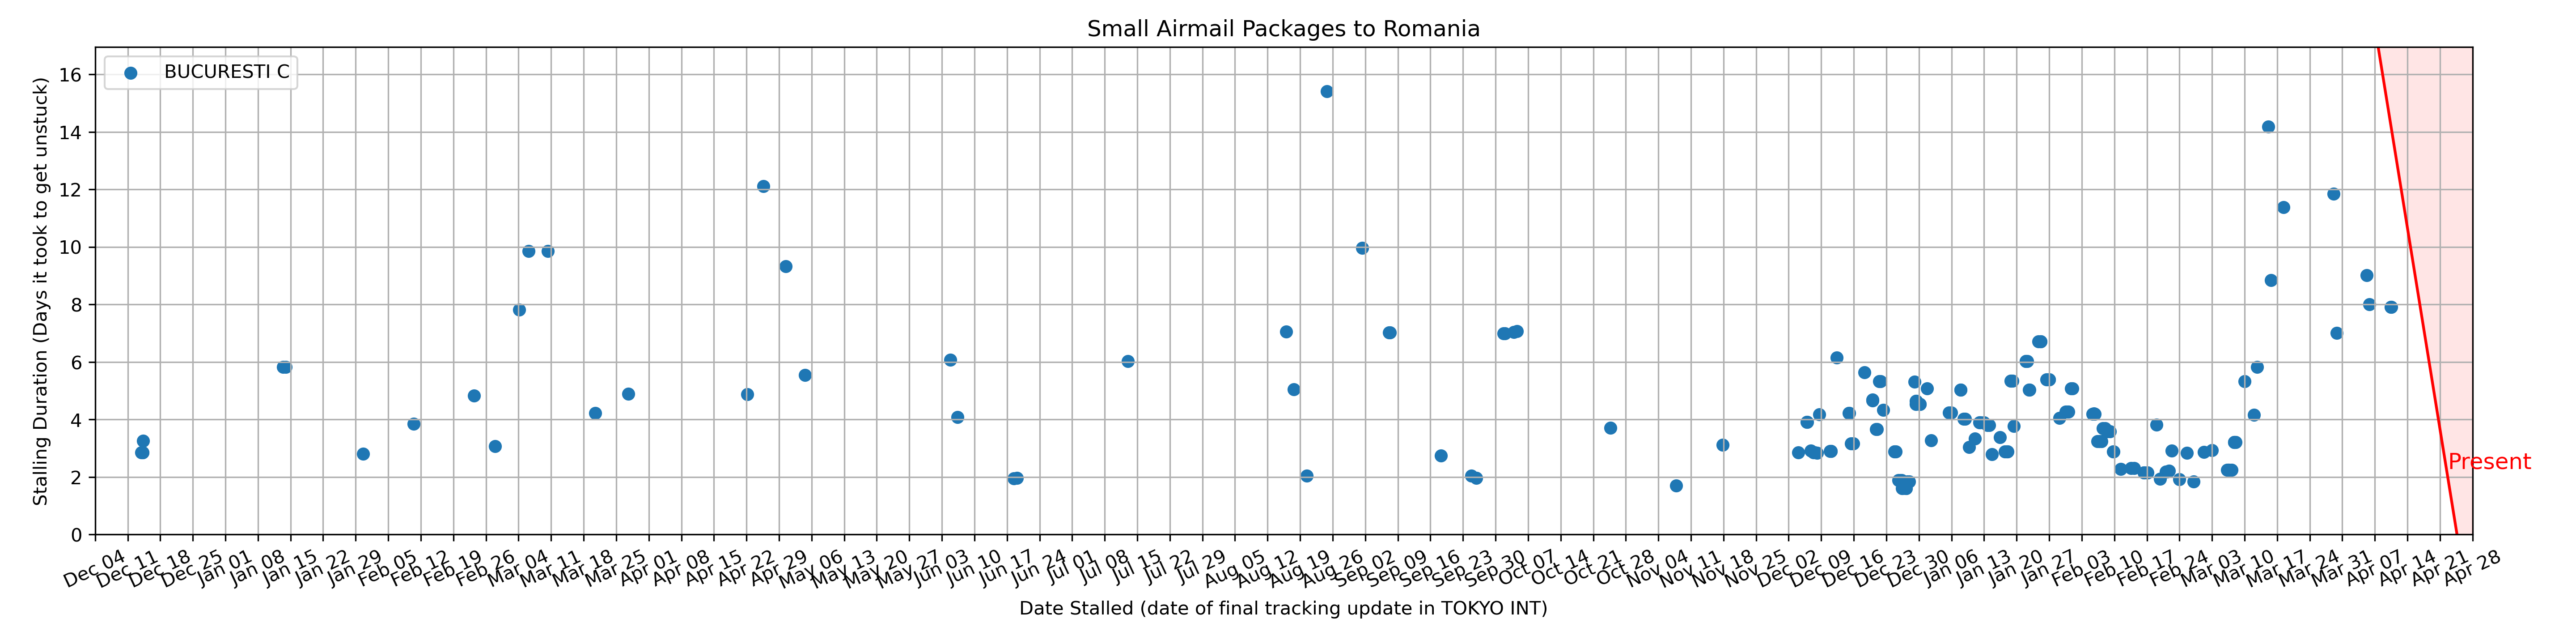 Small Airmail Packages to Romania
BUCURESTI C
Stalling Duration (Days it took to get unstuck)
16
14
12
10
8
6
4
2
0
Present
Dec 04
Dec 11
Dec 18
Dec 25
Jan 01
Jan 08
Jan 15
Jan 22
Jan 29
Feb 05
Feb 12
Feb 19
Feb 26
Mar 04
Mar 11
Mar 18
Mar 25
Apr 01
Apr 08
Apr 15
Apr 22
Apr 29
May 06
May 13
May 20
May 27
Jun 03
Jun 10
Jun 17
Jun 24
Jul 01
Jul 08
Jul 15
Jul 22
Jul 29
Aug 05
Aug 12
Aug 19
Aug 26
Sep 02
Sep 09
Sep 16
Sep 23
Sep 30
Oct 07
Oct 14
Oct 21
Oct 28
Nov 04
Nov 11
Nov 18
Nov 25
Dec 02
Dec 09
Dec 16
Dec 23
Dec 30
Jan 06
Jan 13
Jan 20
Jan 27
Feb 03
Feb 10
Feb 17
Feb 24
Mar 03
Mar 10
Mar 17
Mar 24
Mar 31
Apr 07
Apr 14
Apr 21
Apr 28
Date Stalled (date of final tracking update in TOKYO INT)